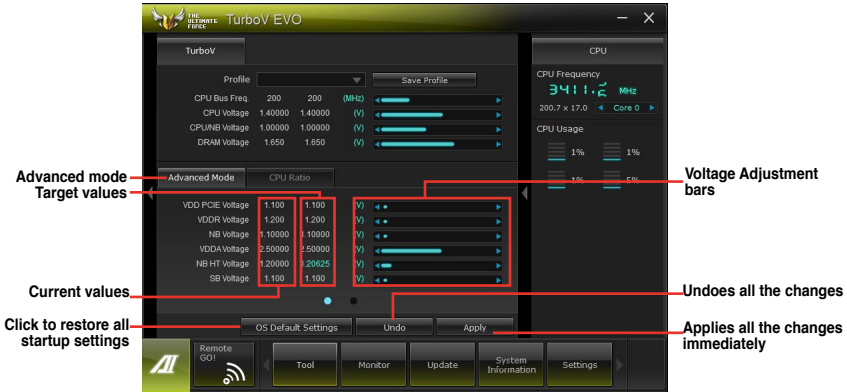 THE ULTIMATE FORCE TurboV EVO
TurboV
Profile
Save Profile
CPU Bus Freq. 200 200 (MHz)
CPU Voltage 1.40000 1.40000 (V)
CPU/NB Voltage 1.00000 1.00000 (V)
DRAM Voltage 1.650 1.650 (V)
CPU
CPU Frequency
3411.2 MHz
200.7 x 17.0 Core 0
CPU Usage
1% 1%
1% 5%
Advanced mode
Target values
Advanced Mode CPU Ratio
VDD PCIE Voltage 1.100 1.100 (V)
VDDR Voltage 1.200 1.200 (V)
NB Voltage 1.10000 1.10000 (V)
VDDA Voltage 2.50000 2.50000 (V)
NB HT Voltage 1.20000 1.20625 (V)
SB Voltage 1.100 1.100 (V)
Voltage Adjustment
bars
Current values
Click to restore all
startup settings
OS Default Settings Undo Apply
Undoes all the changes
Applies all the changes
immediately
Remote
GO!
Tool
Monitor
Update
System
Information
Settings